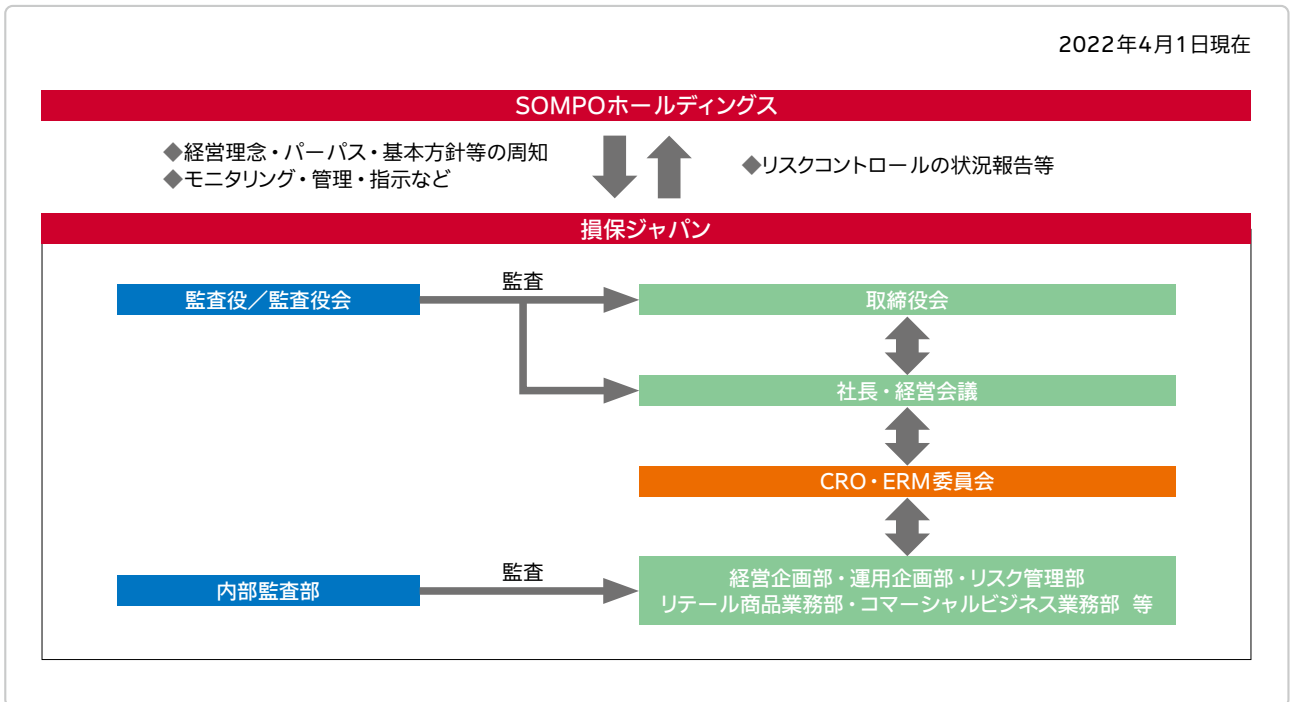 2022年4月1日現在
SOMPOホールディングス
◆経営理念・パーパス・基本方針等の周知
◆モニタリング・管理・指示など
◆リスクコントロールの状況報告等
損保ジャパン
監査役／監査役会
監査
取締役会
社長・経営会議
CRO・ERM委員会
内部監査部
監査
経営企画部・運用企画部・リスク管理部
リテール商品業務部・コマーシャルビジネス業務部 等